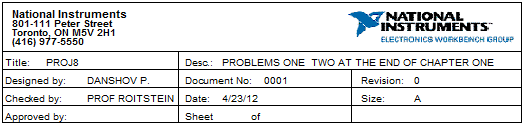 National Instruments
801-111 Peter Street
Toronto, ON M5V 2H1
(416) 977-5550
NATIONAL INSTRUMENTS
ELECTRONICS WORKBENCH GROUP
Title: PROJ8 Desc.: PROBLEMS ONE TWO AT THE END OF CHAPTER ONE
Designed by: DANSHOV P. Document No: 0001 Revision: 0
Checked by: PROF ROITSTEIN Date: 4/23/12 Size: A
Approved by: Sheet of